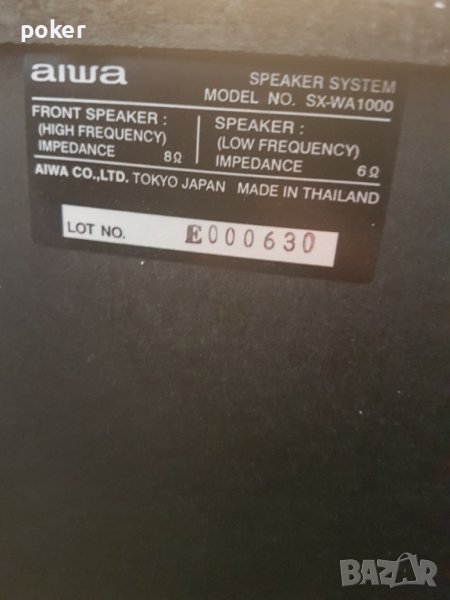 poker
aiwa
SPEAKER SYSTEM
MODEL NO. SX-WA1000
FRONT SPEAKER :
(HIGH FREQUENCY)
IMPEDANCE 8Ω
SPEAKER :
(LOW FREQUENCY)
IMPEDANCE 6Ω
AIWA CO.,LTD. TOKYO JAPAN MADE IN THAILAND
LOT NO. E000630
BAZAR